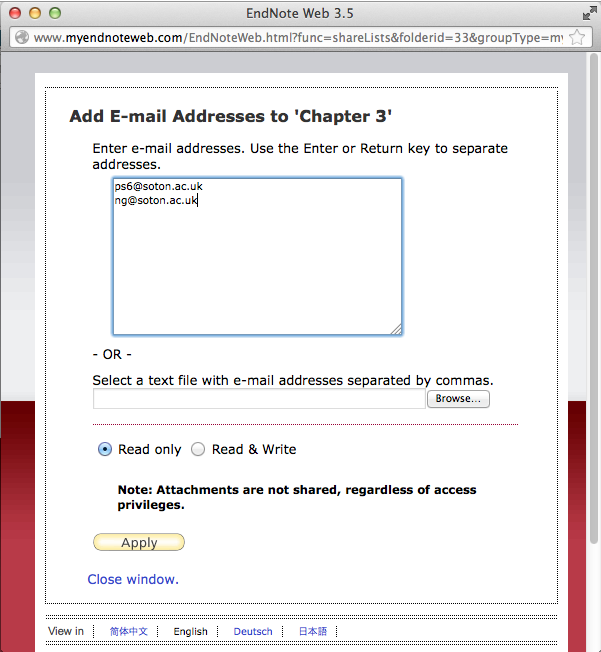 EndNote Web 3.5
www.myendnoteweb.com/EndNoteWeb.html?func=shareLists&folderid=33&groupType=my
Add E-mail Addresses to 'Chapter 3'
Enter e-mail addresses. Use the Enter or Return key to separate
addresses.
ps6@soton.ac.uk
ng@soton.ac.uk
- OR -
Select a text file with e-mail addresses separated by commas.
Browse...
Read only Read & Write
Note: Attachments are not shared, regardless of access
privileges.
Apply
Close window.
View in 简体中文 English Deutsch 日本語